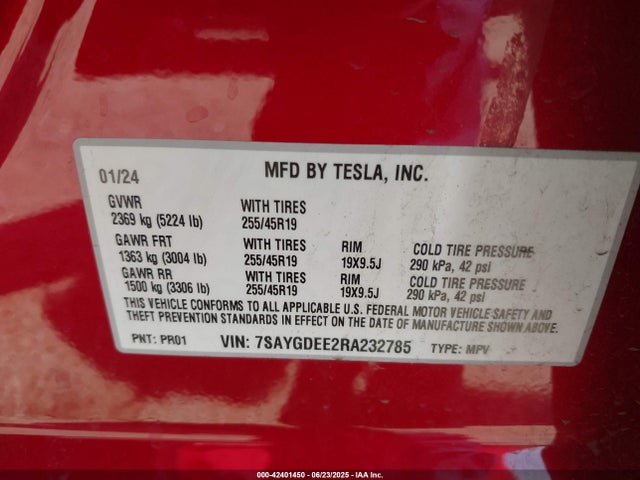 01/24 MFD BY TESLA, INC.
GVWR WITH TIRES
2369 kg (5224 lb) 255/45R19
GAWR FRT WITH TIRES RIM COLD TIRE PRESSURE
1363 kg (3004 lb) 255/45R19 19X9.5J 290 kPa, 42 psi
GAWR RR WITH TIRES RIM COLD TIRE PRESSURE
1500 kg (3306 lb) 255/45R19 19X9.5J 290 kPa, 42 psi
THIS VEHICLE CONFORMS TO ALL APPLICABLE U.S. FEDERAL MOTOR VEHICLE SAFETY AND
THEFT PREVENTION STANDARDS IN EFFECT ON THE DATE OF MANUFACTURE SHOWN ABOVE.
PNT: PR01 VIN: 7SAYGDEE2RA232785 TYPE: MPV
000-42401450 | 06/23/2025 | IAA Inc.